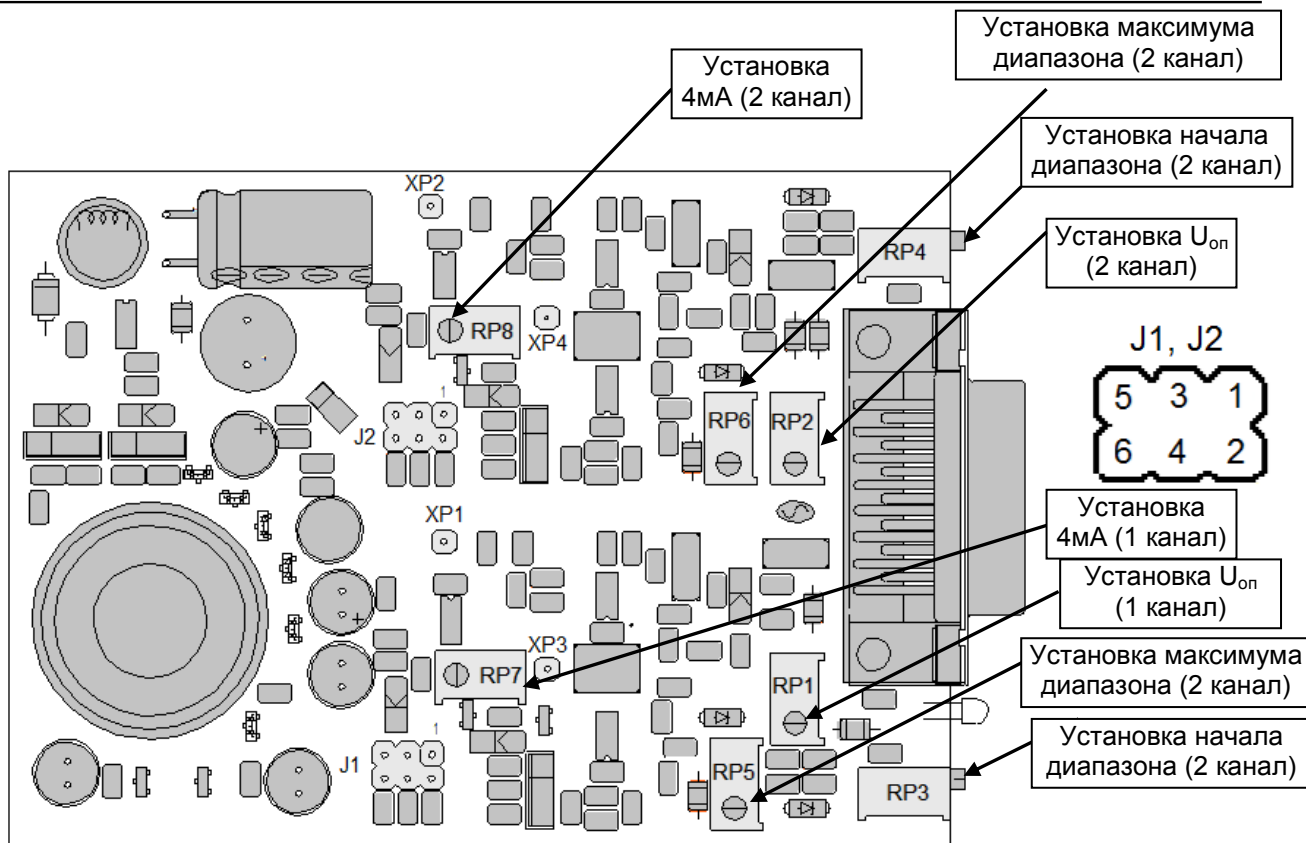 Установка максимума
диапазона (2 канал)
Установка
4мА (2 канал)
Установка начала
диапазона (2 канал)
XP2
RP4
Установка Uоп
(2 канал)
RP8
XP4
J1, J2
5 3 1
6 4 2
1
J2
RP6
RP2
+
Установка
4мА (1 канал)
XP1
Установка Uоп
(1 канал)
+
XP3
RP7
RP1
Установка максимума
диапазона (2 канал)
1
J1
RP5
Установка начала
диапазона (2 канал)
RP3